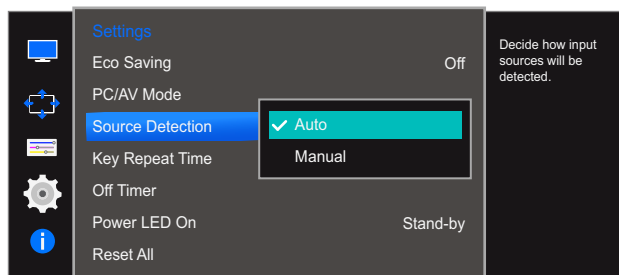 Settings
Eco Saving Off
PC/AV Mode
Source Detection
Auto
Key Repeat Time
Manual
Off Timer
Power LED On Stand-by
Reset All
Decide how input
sources will be
detected.